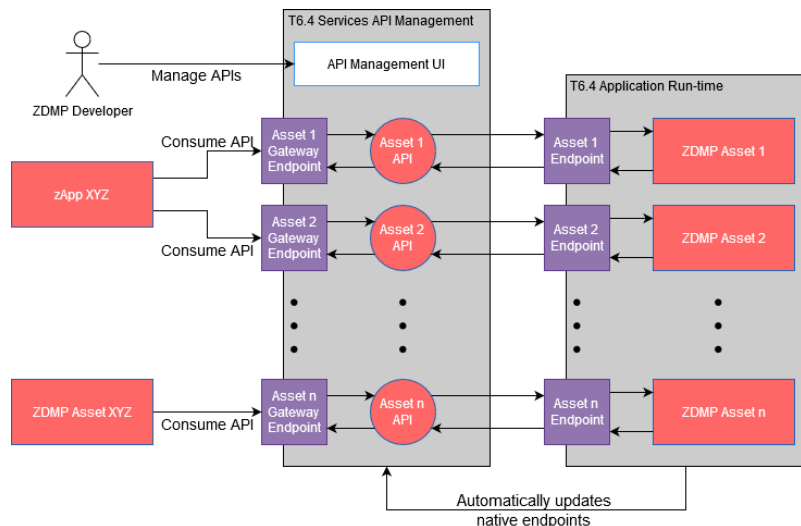 T6.4 Services API Management
API Management UI
Manage APIs
ZDMP Developer
T6.4 Application Run-time
Consume API
Asset 1
Gateway
Endpoint
Asset 1
API
Asset 1
Endpoint
ZDMP Asset 1
zApp XYZ
Asset 2
Gateway
Endpoint
Asset 2
API
Asset 2
Endpoint
ZDMP Asset 2
Consume API
ZDMP Asset XYZ
Consume API
Asset n
Gateway
Endpoint
Asset n
API
Asset n
Endpoint
ZDMP Asset n
Automatically updates
native endpoints